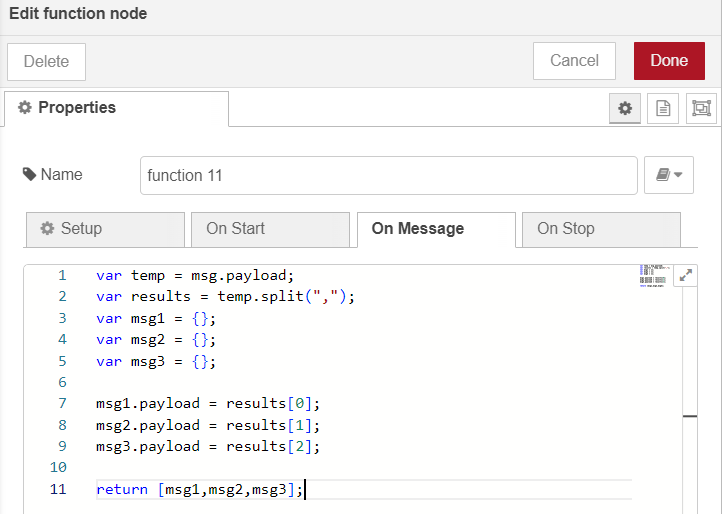 Edit function node
Delete
Cancel
Done
Properties
Name
function 11
Setup
On Start
On Message
On Stop
1 var temp = msg.payload;
2 var results = temp.split(",");
3 var msg1 = {};
4 var msg2 = {};
5 var msg3 = {};
6
7 msg1.payload = results[0];
8 msg2.payload = results[1];
9 msg3.payload = results[2];
10
11 return [msg1,msg2,msg3];